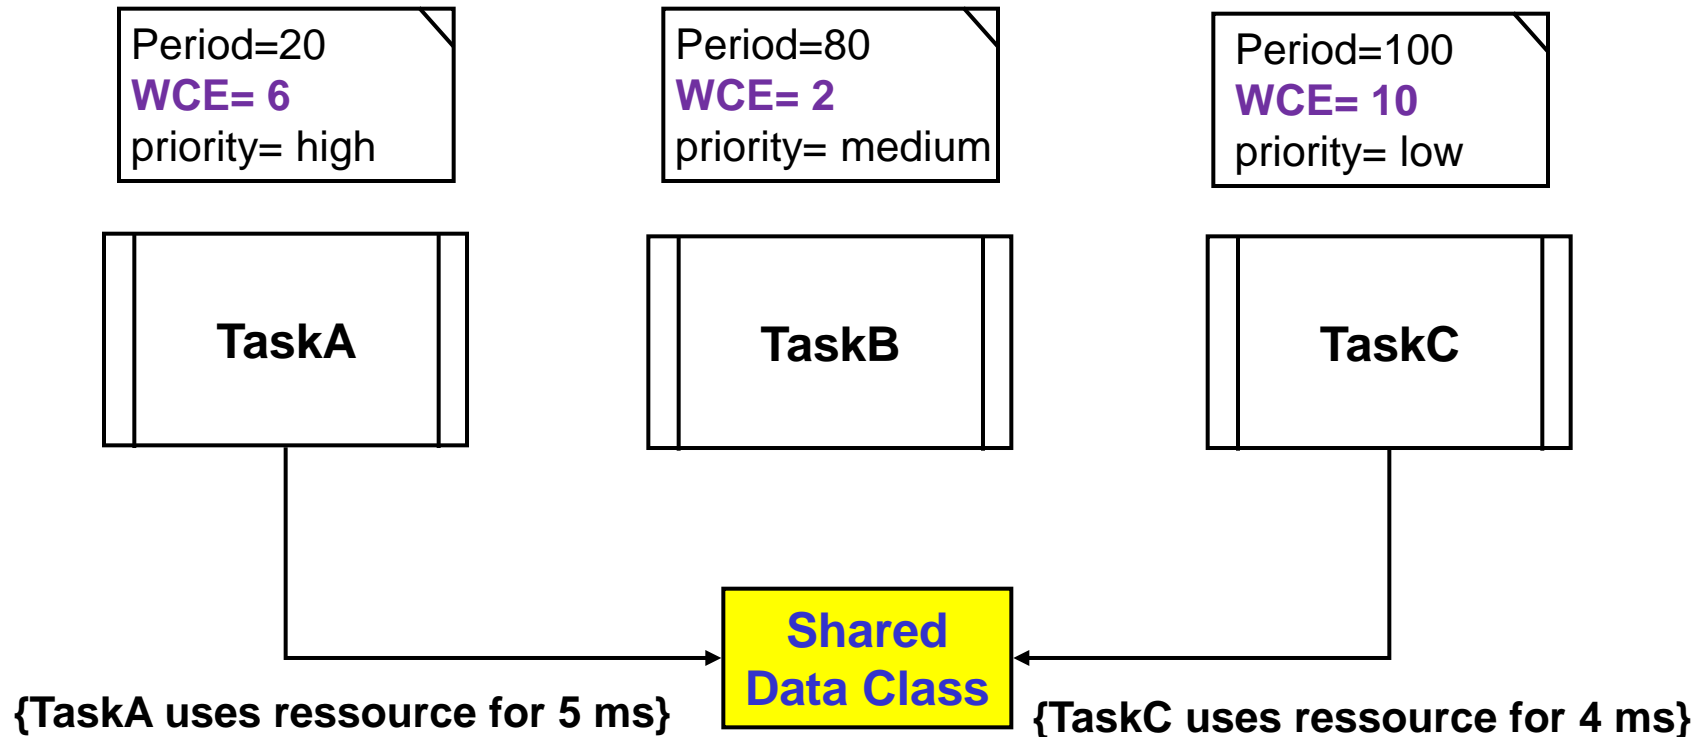 Period=20
WCE= 6
priority= high
Period=80
WCE= 2
priority= medium
Period=100
WCE= 10
priority= low
TaskA
TaskB
TaskC
Shared
Data Class
{TaskA uses ressource for 5 ms}
{TaskC uses ressource for 4 ms}